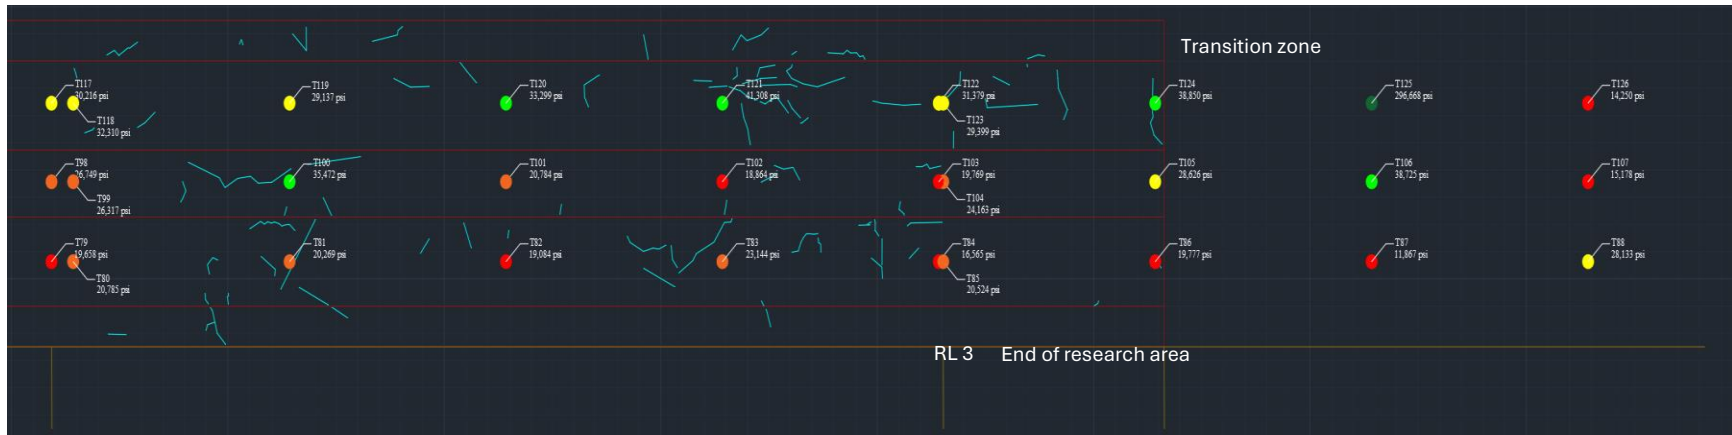 Transition zone
T117
30,216 psi
T118
32,310 psi
T119
29,137 psi
T120
33,299 psi
T121
41,308 psi
T122
31,379 psi
T123
29,399 psi
T124
38,850 psi
T125
296,668 psi
T126
14,250 psi
T98
26,749 psi
T99
26,317 psi
T100
35,472 psi
T101
20,784 psi
T102
18,864 psi
T103
19,769 psi
T104
24,163 psi
T105
28,626 psi
T106
38,725 psi
T107
15,178 psi
T79
19,658 psi
T80
20,785 psi
T81
20,269 psi
T82
19,084 psi
T83
23,144 psi
T84
16,565 psi
T85
20,524 psi
T86
19,777 psi
T87
11,867 psi
T88
28,133 psi
RL 3 End of research area